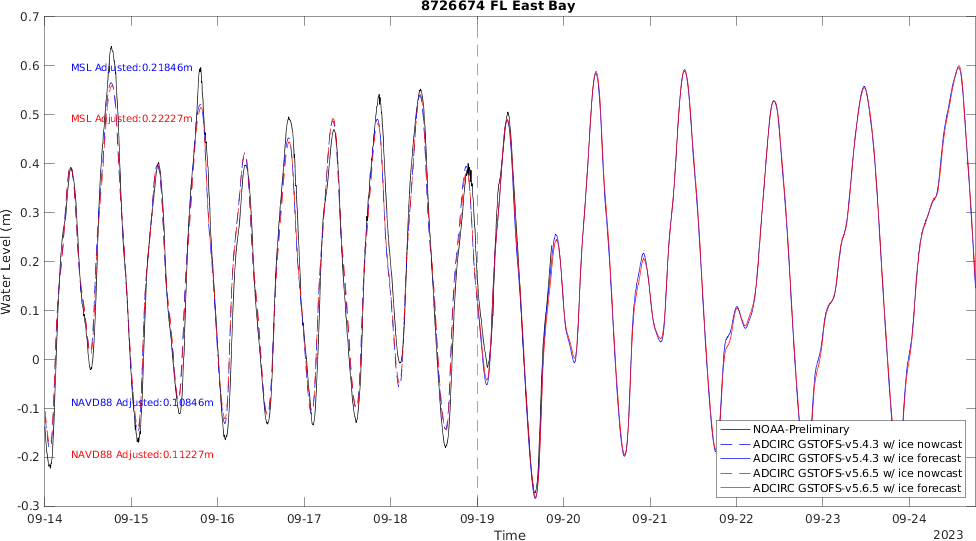 8726674 FL East Bay
0.7
0.6
0.5
0.4
0.3
0.2
0.1
0
-0.1
-0.2
-0.3
Water Level (m)
MSL Adjusted:0.21846m
MSL Adjusted:0.22227m
NAVD88 Adjusted:0.10846m
NAVD88 Adjusted:0.11227m
NOAA-Preliminary
ADCIRC GSTOFS-v5.4.3 w/ ice nowcast
ADCIRC GSTOFS-v5.4.3 w/ ice forecast
ADCIRC GSTOFS-v5.6.5 w/ ice nowcast
ADCIRC GSTOFS-v5.6.5 w/ ice forecast
09-14 09-15 09-16 09-17 09-18 09-19 09-20 09-21 09-22 09-23 09-24
Time
2023